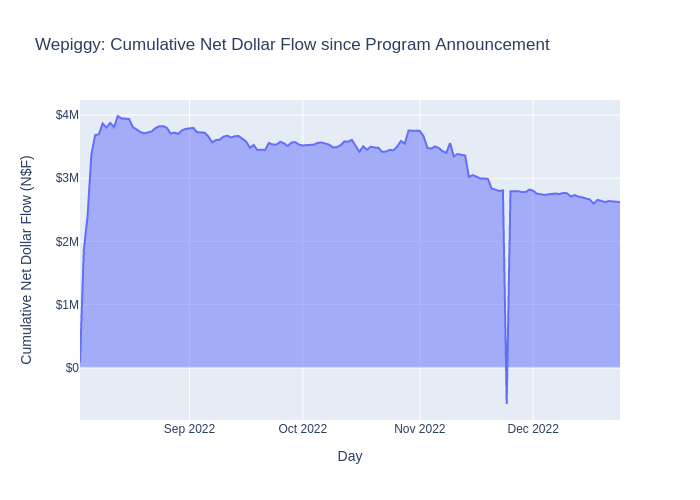 Wepiggy: Cumulative Net Dollar Flow since Program Announcement
Cumulative Net Dollar Flow (N$F)
$4M
$3M
$2M
$1M
$0
Sep 2022
Oct 2022
Nov 2022
Dec 2022
Day